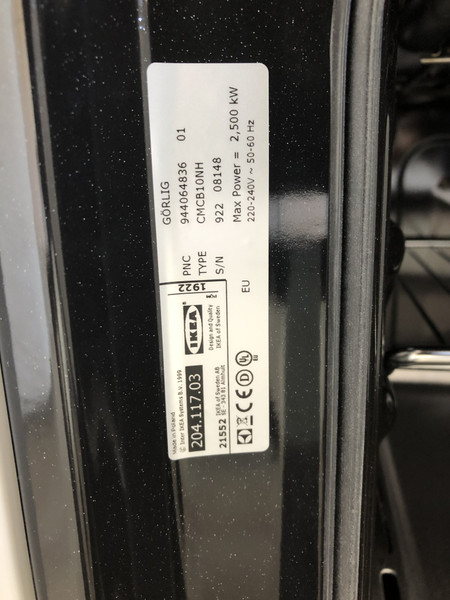 GÖRLIG
PNC 944064836 01
TYPE CMCB10NH
S/N 922 08148
Max Power = 2,500 kW
220-240V ~ 50-60 Hz
EU
Made in Poland
© Inter IKEA Systems B.V. 1999
204.117.03
21552
IKEA of Sweden AB
SE - 343 81 Älmhult
1922
IKEA
Design and Quality
IKEA of Sweden
CE
EU